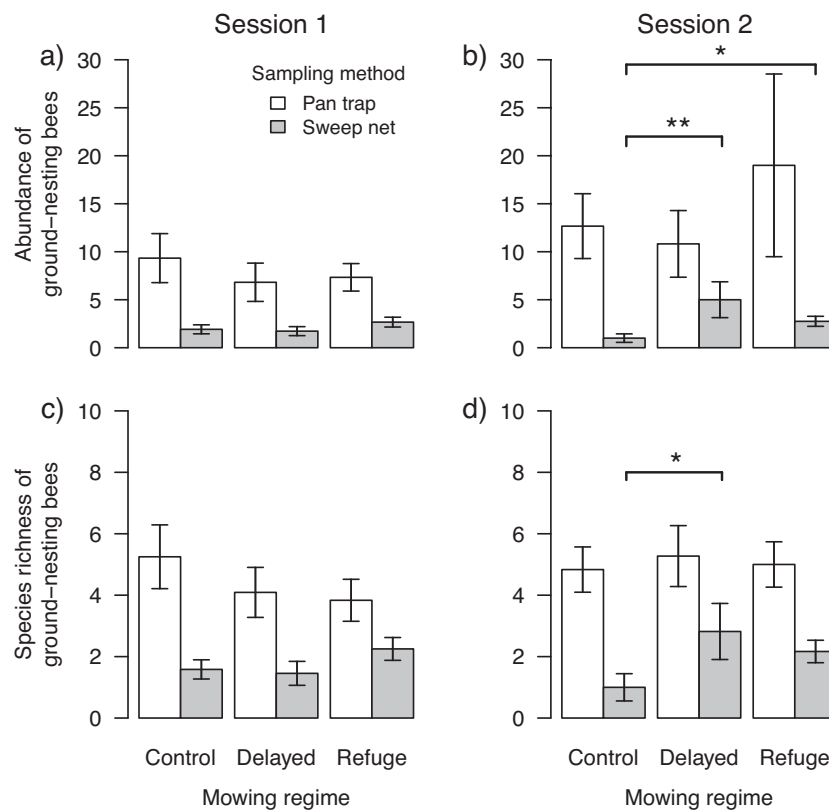 Session 1
Session 2
a)
b)
Sampling method
Pan trap
Sweep net
Abundance of
ground–nesting bees
30
25
20
15
10
5
0
30
25
20
15
10
5
0
*
**
c)
d)
Species richness of
ground–nesting bees
10
8
6
4
2
0
10
8
6
4
2
0
*
Control Delayed Refuge
Control Delayed Refuge
Mowing regime
Mowing regime